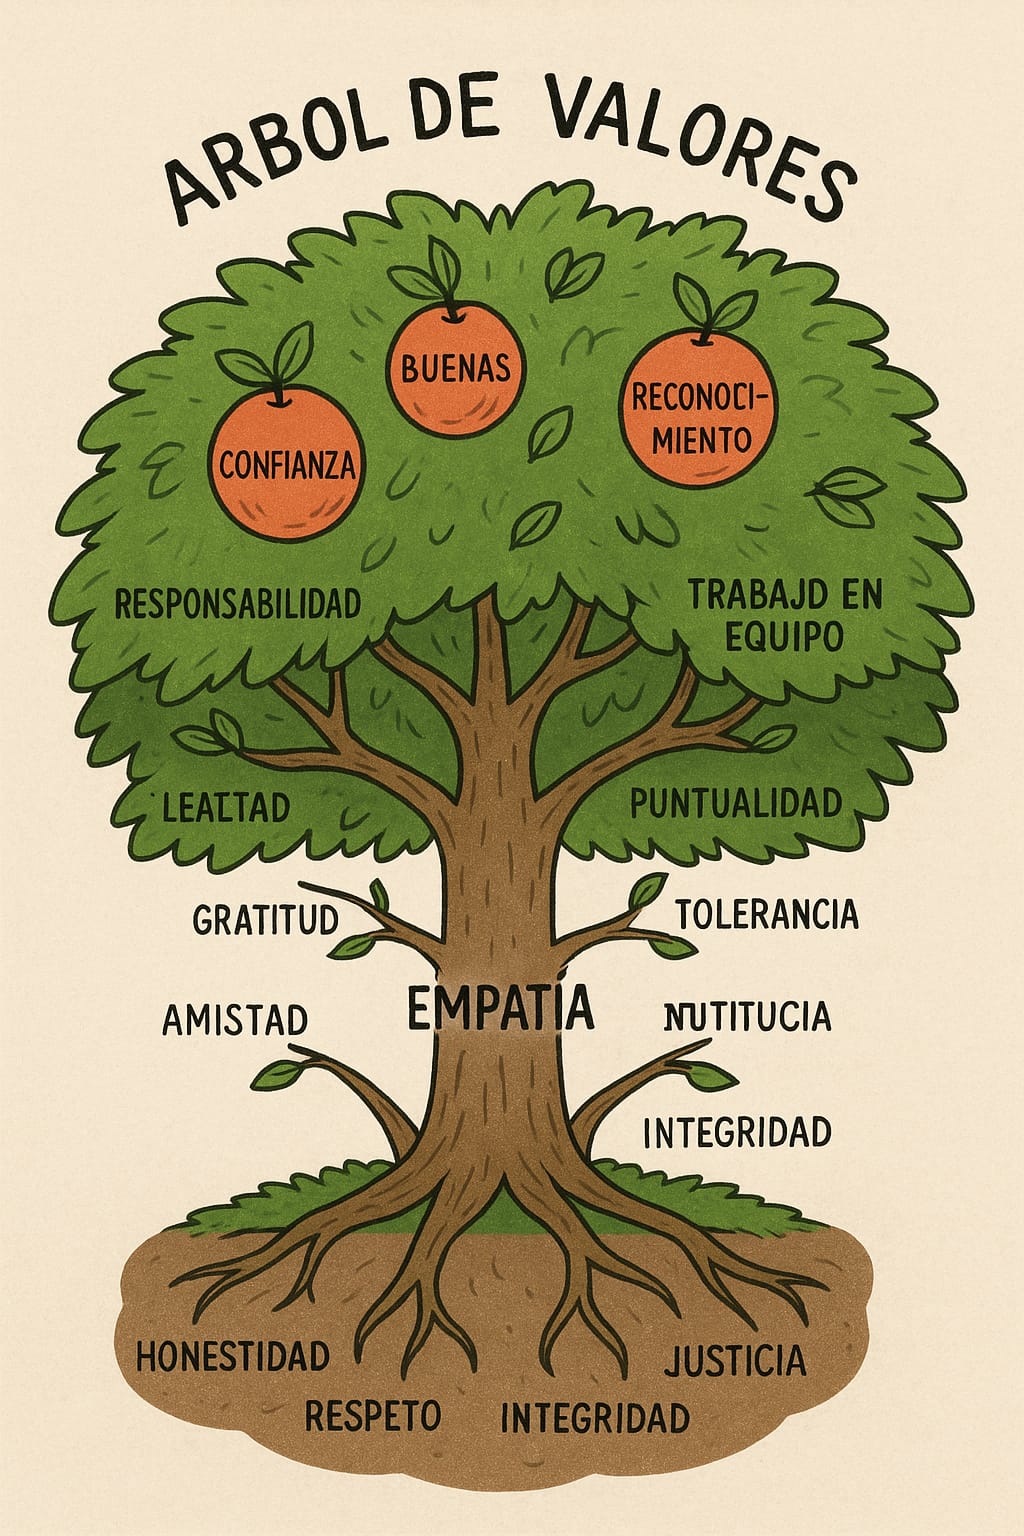 ARBOL DE VALORES
BUENAS
RECONOCI-
MIENTO
CONFIANZA
RESPONSABILIDAD
TRABAJD EN
EQUIPO
LEALTAD
PUNTUALIDAD
GRATITUD
TOLERANCIA
EMPATÍA
AMISTAD
NUTITUCIA
INTEGRIDAD
HONESTIDAD
JUSTICIA
RESPETO
INTEGRIDAD